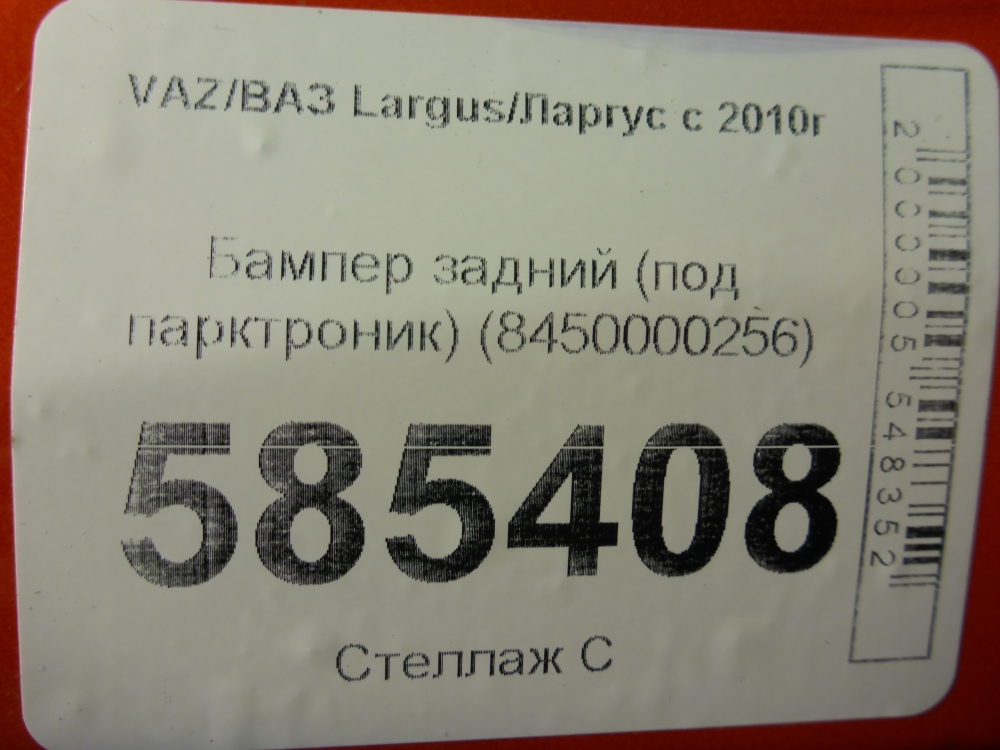 VAZ/ВАЗ Largus/Ларгус с 2010г
Бампер задний (под
парктроник) (8450000256)
585408
Стеллаж С
2000005548352